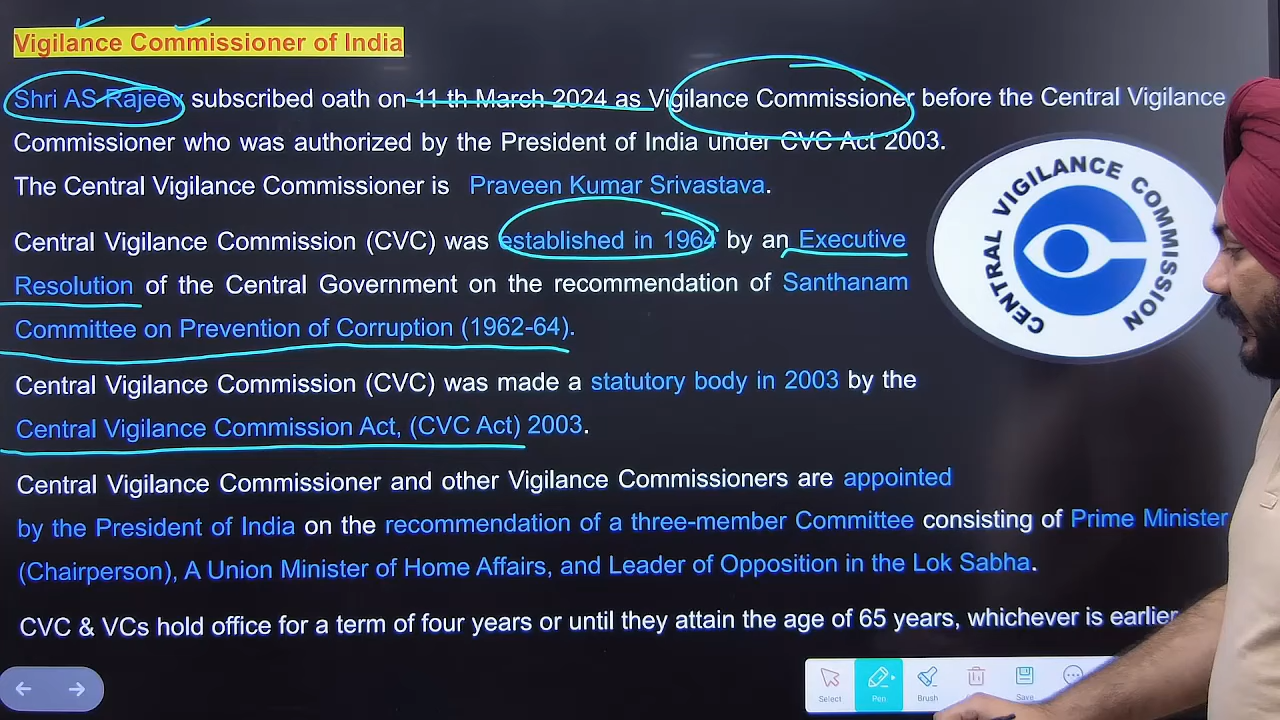 Vigilance Commissioner of India
Shri AS Rajeev subscribed oath on 11 th March 2024 as Vigilance Commissioner before the Central Vigilance
Commissioner who was authorized by the President of India under CVC Act 2003.
The Central Vigilance Commissioner is Praveen Kumar Srivastava.
Central Vigilance Commission (CVC) was established in 1964 by an Executive
Resolution of the Central Government on the recommendation of Santhanam
Committee on Prevention of Corruption (1962-64).
Central Vigilance Commission (CVC) was made a statutory body in 2003 by the
Central Vigilance Commission Act, (CVC Act) 2003.
Central Vigilance Commissioner and other Vigilance Commissioners are appointed
by the President of India on the recommendation of a three-member Committee consisting of Prime Minister
(Chairperson), A Union Minister of Home Affairs, and Leader of Opposition in the Lok Sabha.
CVC & VCs hold office for a term of four years or until they attain the age of 65 years, whichever is earlier
CENTRAL VIGILANCE COMMISSION
Select
Pen
Brush
Save